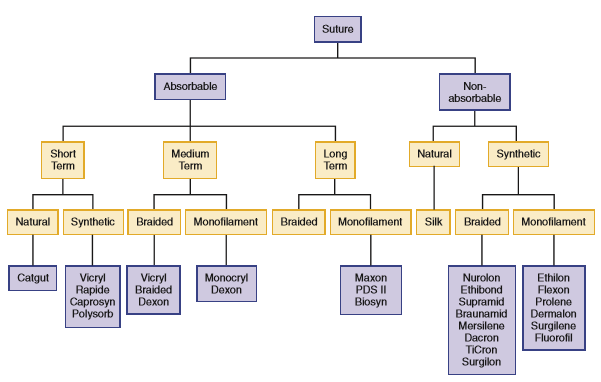 Suture
Absorbable
Non-
absorbable
Short
Term
Medium
Term
Long
Term
Natural
Synthetic
Natural
Synthetic
Braided
Monofilament
Braided
Monofilament
Silk
Braided
Monofilament
Catgut
Vicryl
Rapide
Caprosyn
Polysorb
Vicryl
Braided
Dexon
Monocryl
Dexon
Maxon
PDS II
Biosyn
Nurolon
Ethibond
Supramid
Braunamid
Mersilene
Dacron
TiCron
Surgilon
Ethilon
Flexon
Prolene
Dermalon
Surgilene
Fluorofil